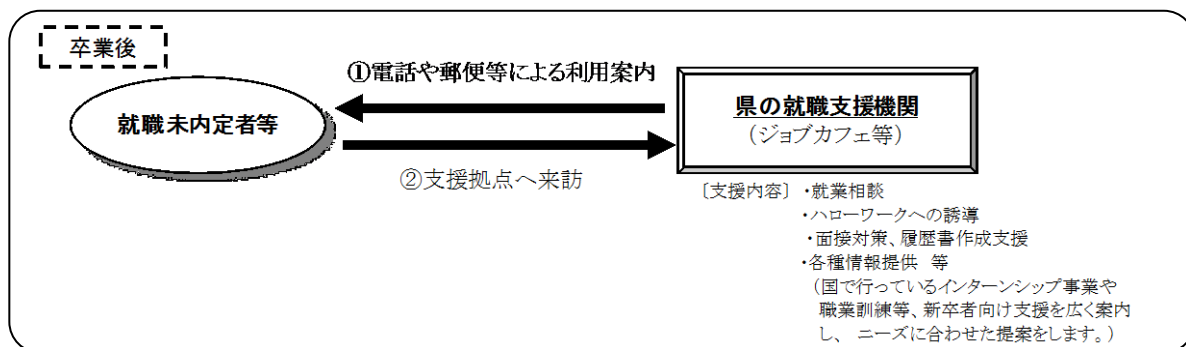 卒業後
①電話や郵便等による利用案内
就職未内定者等
県の就職支援機関
(ジョブカフェ等)
②支援拠点へ来訪
〔支援内容〕・就業相談
・ハローワークへの誘導
・面接対策、履歴書作成支援
・各種情報提供 等
(国で行っているインターンシップ事業や
職業訓練等、新卒者向け支援を広く案内
し、 ニーズに合わせた提案をします。)